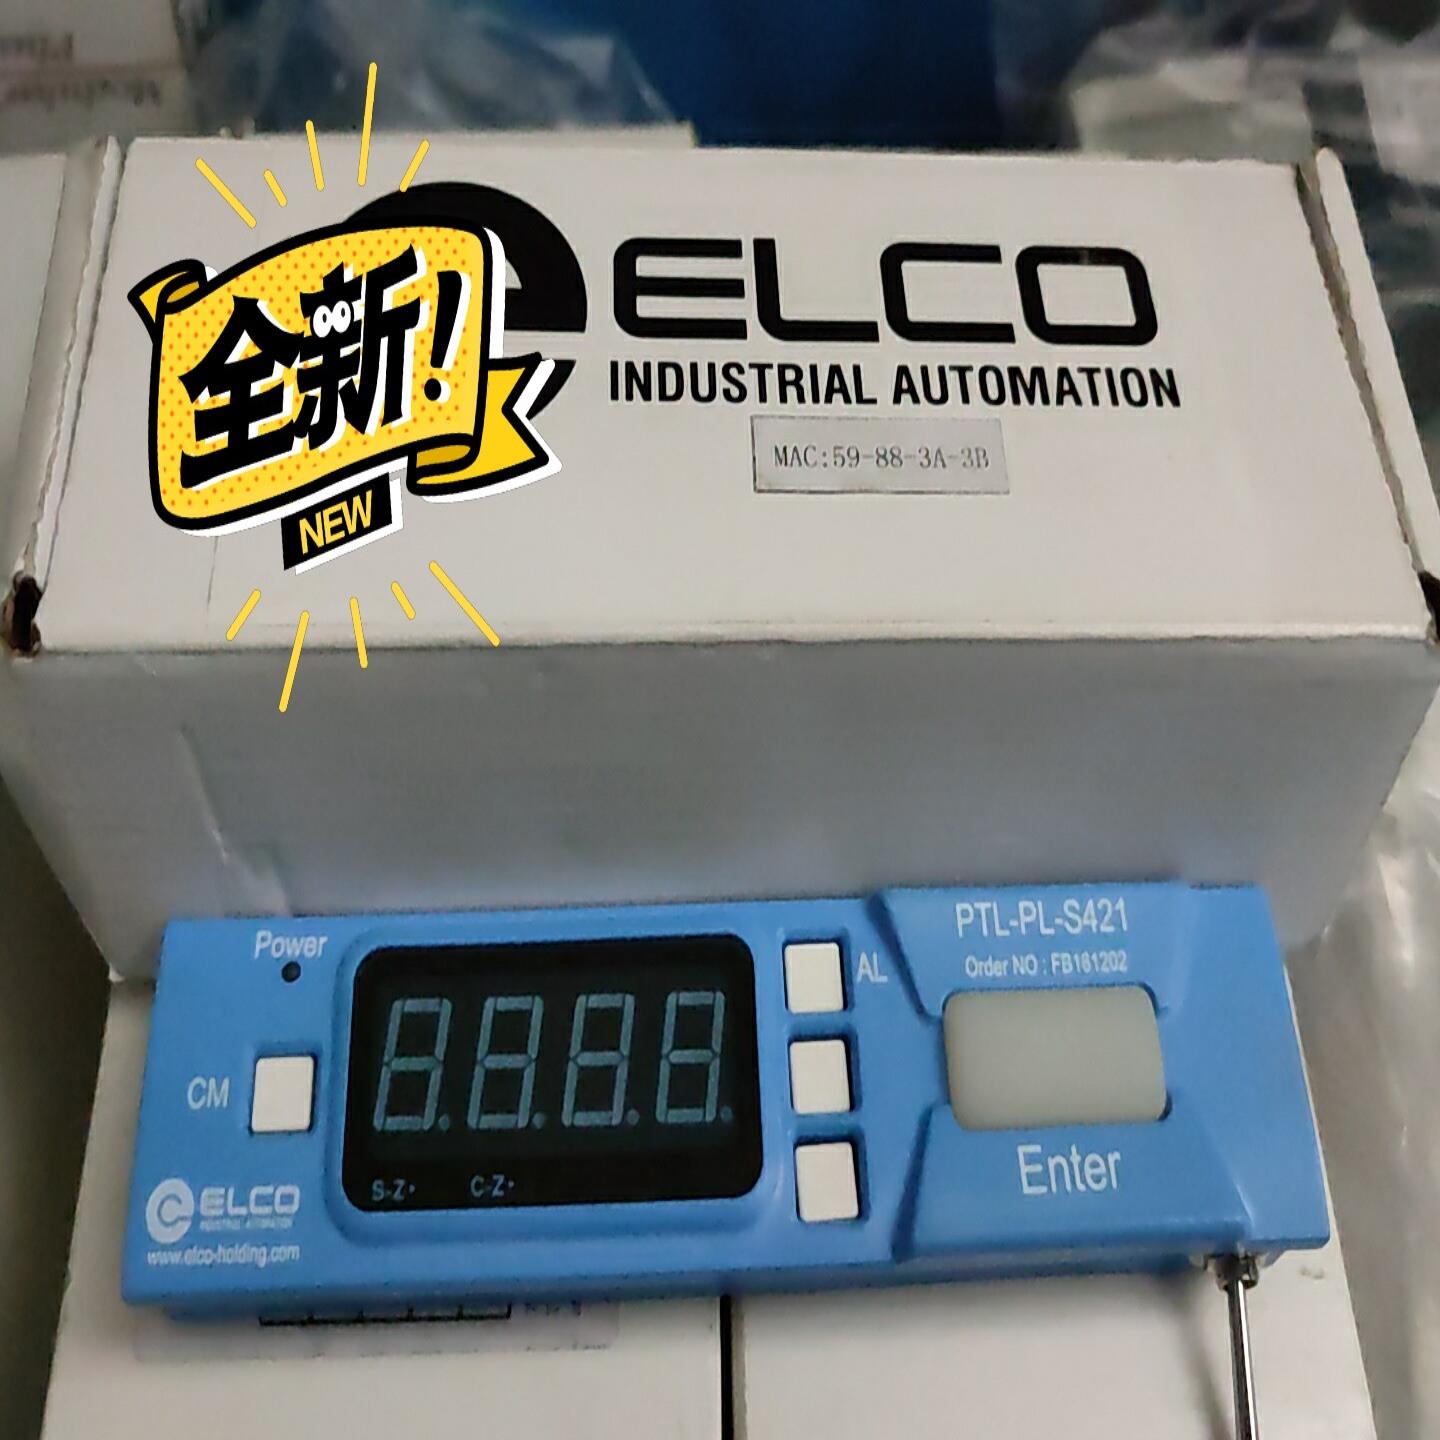 ELCO
INDUSTRIAL AUTOMATION
MAC:59-88-3A-3B
全新!
NEW
Power
CM
ELCO
INDUSTRIAL AUTOMATION
www.elco-holding.com
S-Z
C-Z
AL
PTL-PL-S421
Order NO : FB161202
Enter